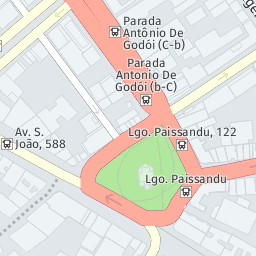 Parada
Antônio De
Godói (C-b)
Parada
Antonio De
Godói (b-C)
Av. S.
João, 588
Lgo. Paissandu, 122
Lgo. Paissandu